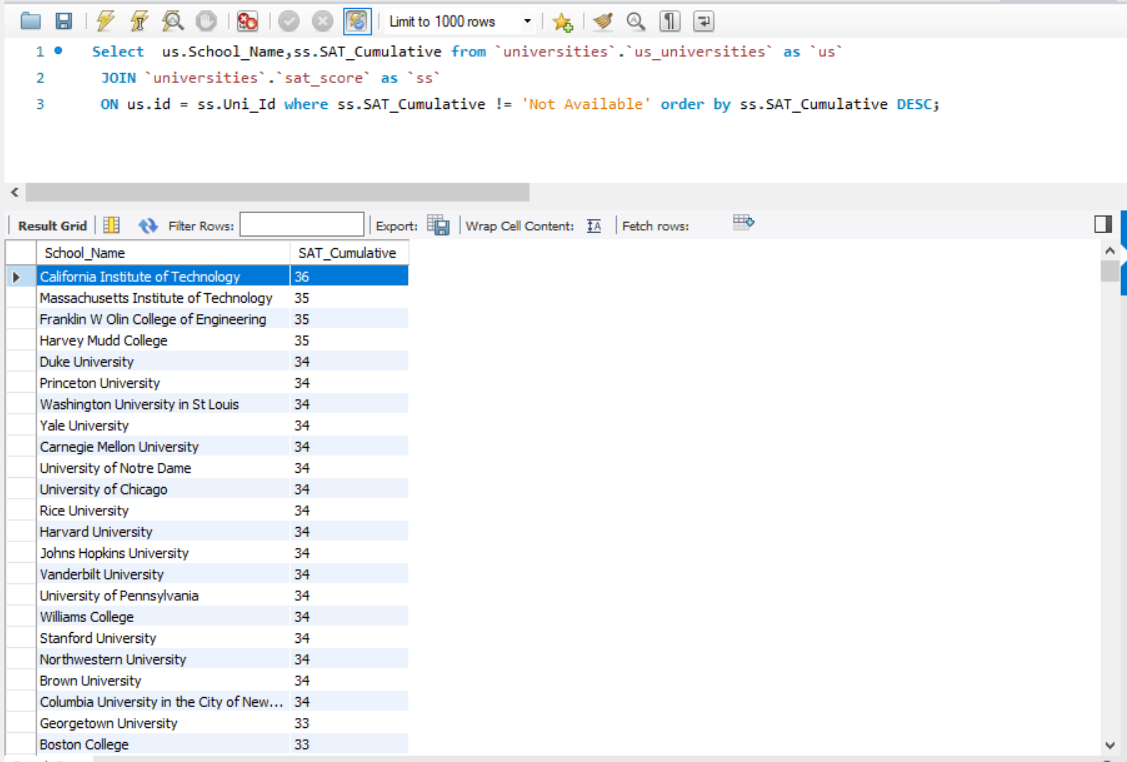 Limit to 1000 rows
1 Select us.School_Name,ss.SAT_Cumulative from `universities`.`us_universities` as `us`
2 JOIN `universities`.`sat_score` as `ss`
3 ON us.id = ss.Uni_Id where ss.SAT_Cumulative != 'Not Available' order by ss.SAT_Cumulative DESC;
Result Grid Filter Rows: Export: Wrap Cell Content: Fetch rows:
School_Name SAT_Cumulative
California Institute of Technology 36
Massachusetts Institute of Technology 35
Franklin W Olin College of Engineering 35
Harvey Mudd College 35
Duke University 34
Princeton University 34
Washington University in St Louis 34
Yale University 34
Carnegie Mellon University 34
University of Notre Dame 34
University of Chicago 34
Rice University 34
Harvard University 34
Johns Hopkins University 34
Vanderbilt University 34
University of Pennsylvania 34
Williams College 34
Stanford University 34
Northwestern University 34
Brown University 34
Columbia University in the City of New... 34
Georgetown University 33
Boston College 33